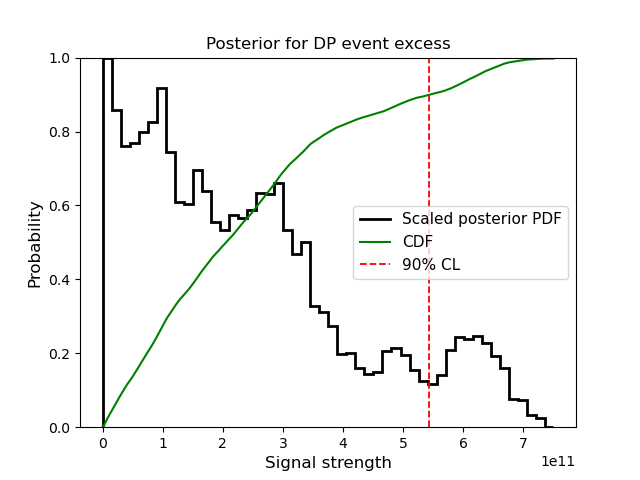 Posterior for DP event excess
Probability
1.0
0.8
0.6
0.4
0.2
0.0
Scaled posterior PDF
CDF
90% CL
0 1 2 3 4 5 6 7
1e11
Signal strength